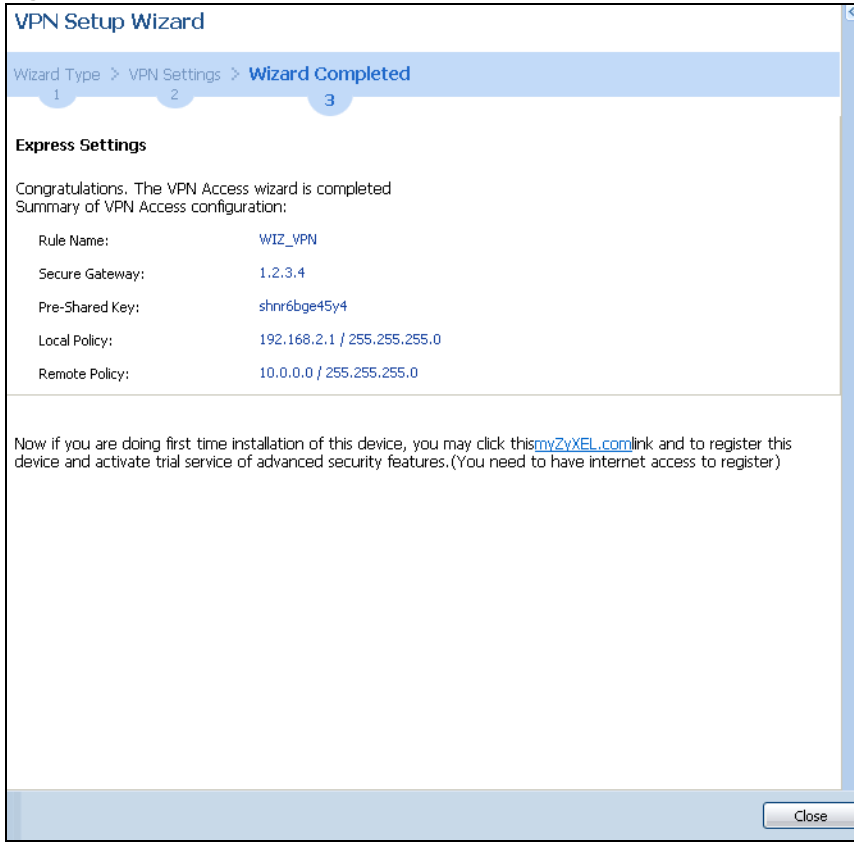 VPN Setup Wizard
Wizard Type > VPN Settings > Wizard Completed
1 2 3
Express Settings
Congratulations. The VPN Access wizard is completed
Summary of VPN Access configuration:
Rule Name: WIZ_VPN
Secure Gateway: 1.2.3.4
Pre-Shared Key: shnr6bge45y4
Local Policy: 192.168.2.1 / 255.255.255.0
Remote Policy: 10.0.0.0 / 255.255.255.0
Now if you are doing first time installation of this device, you may click thismyZyXEL.comlink and to register this
device and activate trial service of advanced security features.(You need to have internet access to register)
Close